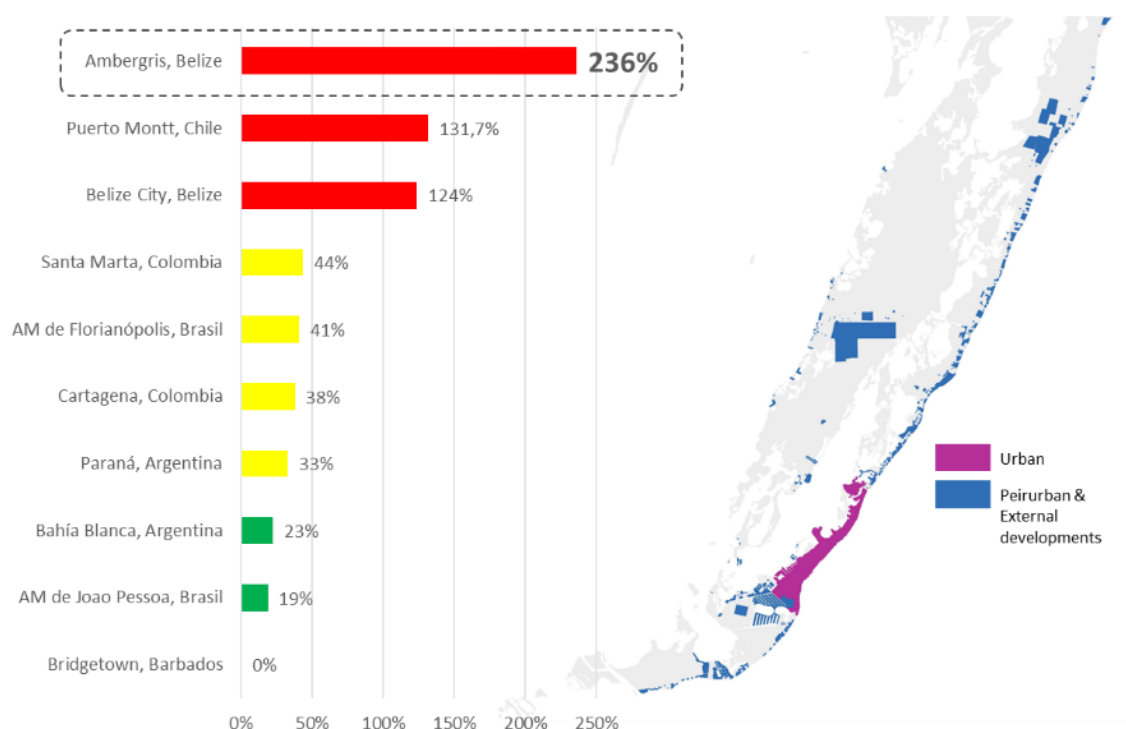 Ambergris, Belize
236%
Puerto Montt, Chile
131,7%
Belize City, Belize
124%
Santa Marta, Colombia
44%
AM de Florianópolis, Brasil
41%
Cartagena, Colombia
38%
Paraná, Argentina
33%
Bahía Blanca, Argentina
23%
AM de Joao Pessoa, Brasil
19%
Bridgetown, Barbados
0%
0% 50% 100% 150% 200% 250%
Urban
Peirurban &
External
developments